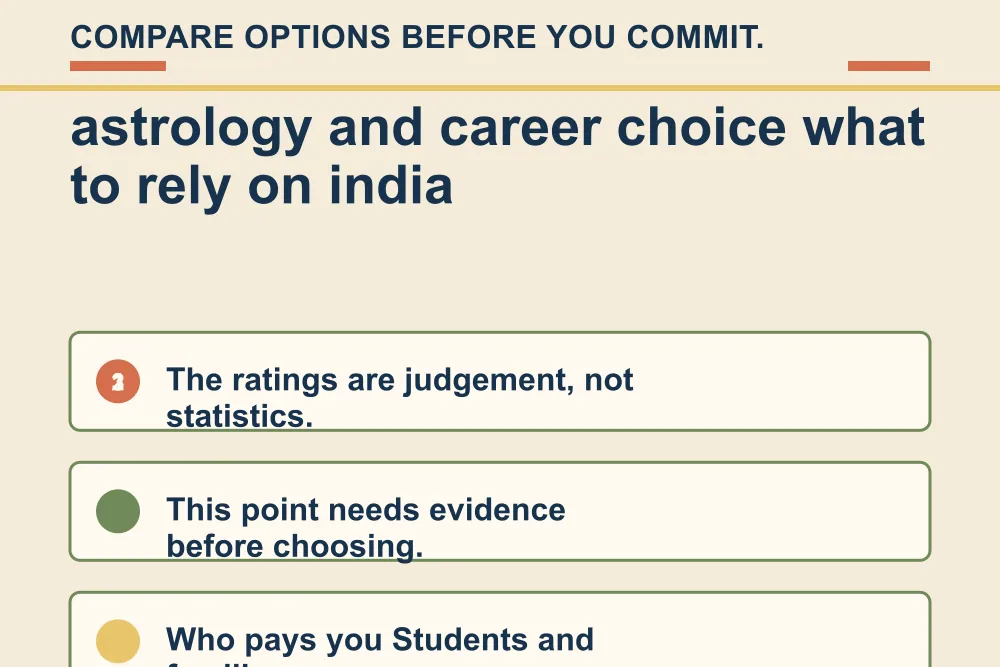 COMPARE OPTIONS BEFORE YOU COMMIT.
astrology and career choice what
to rely on india
The ratings are judgement, not
statistics.
This point needs evidence
before choosing.
Who pays you Students and